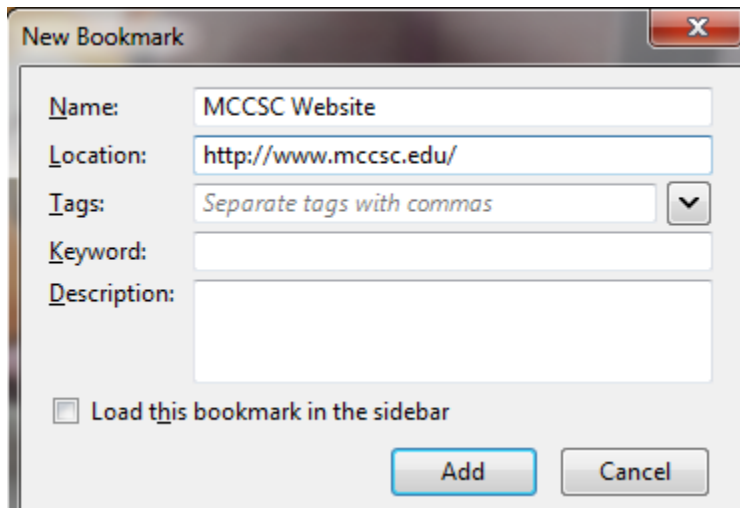 New Bookmark
Name: MCCSC Website
Location: http://www.mccsc.edu/
Tags: Separate tags with commas
Keyword:
Description:
Load this bookmark in the sidebar
Add Cancel